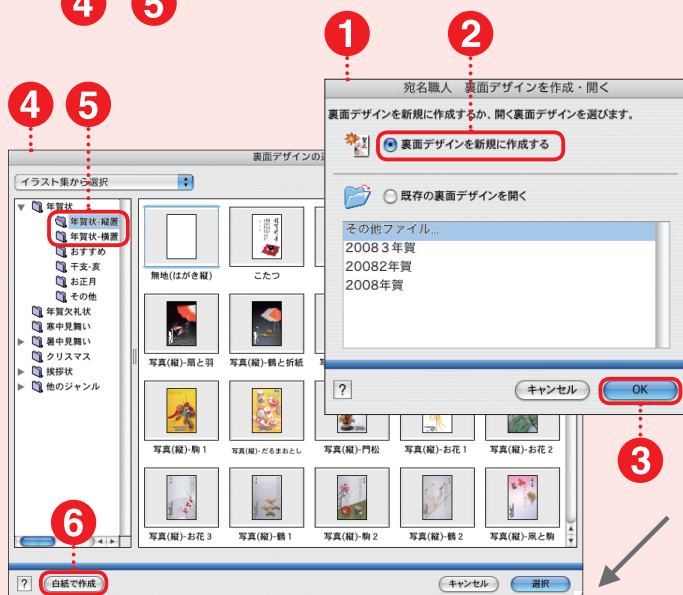 4 5
1 2
宛名職人 裏面デザインを作成・開く
裏面デザインを新規に作成するか、開く裏面デザインを選びます。
裏面デザインを新規に作成する
既存の裏面デザインを開く
その他ファイル...
20083年賀
20082年賀
2008年賀
?
キャンセル
OK
3
4 5
裏面デザインの
イラスト集から選択
年賀状
年賀状-縦置
年賀状-横置
おすすめ
干支-亥
お正月
その他
年賀欠礼状
寒中見舞い
暑中見舞い
クリスマス
挨拶状
他のジャンル
無地(はがき縦)
こたつ
写真(縦)-扇と羽
写真(縦)-鶴と折紙
写真(縦)-駒 1
写真(縦)-だるまおとし
写真(縦)-門松
写真(縦)-お花 1
写真(縦)-お花 2
写真(縦)-お花 3
写真(縦)-鶴 1
写真(縦)-駒 2
写真(縦)-鶴 2
写真(縦)-凧と駒
6
?
白紙で作成
キャンセル
選択